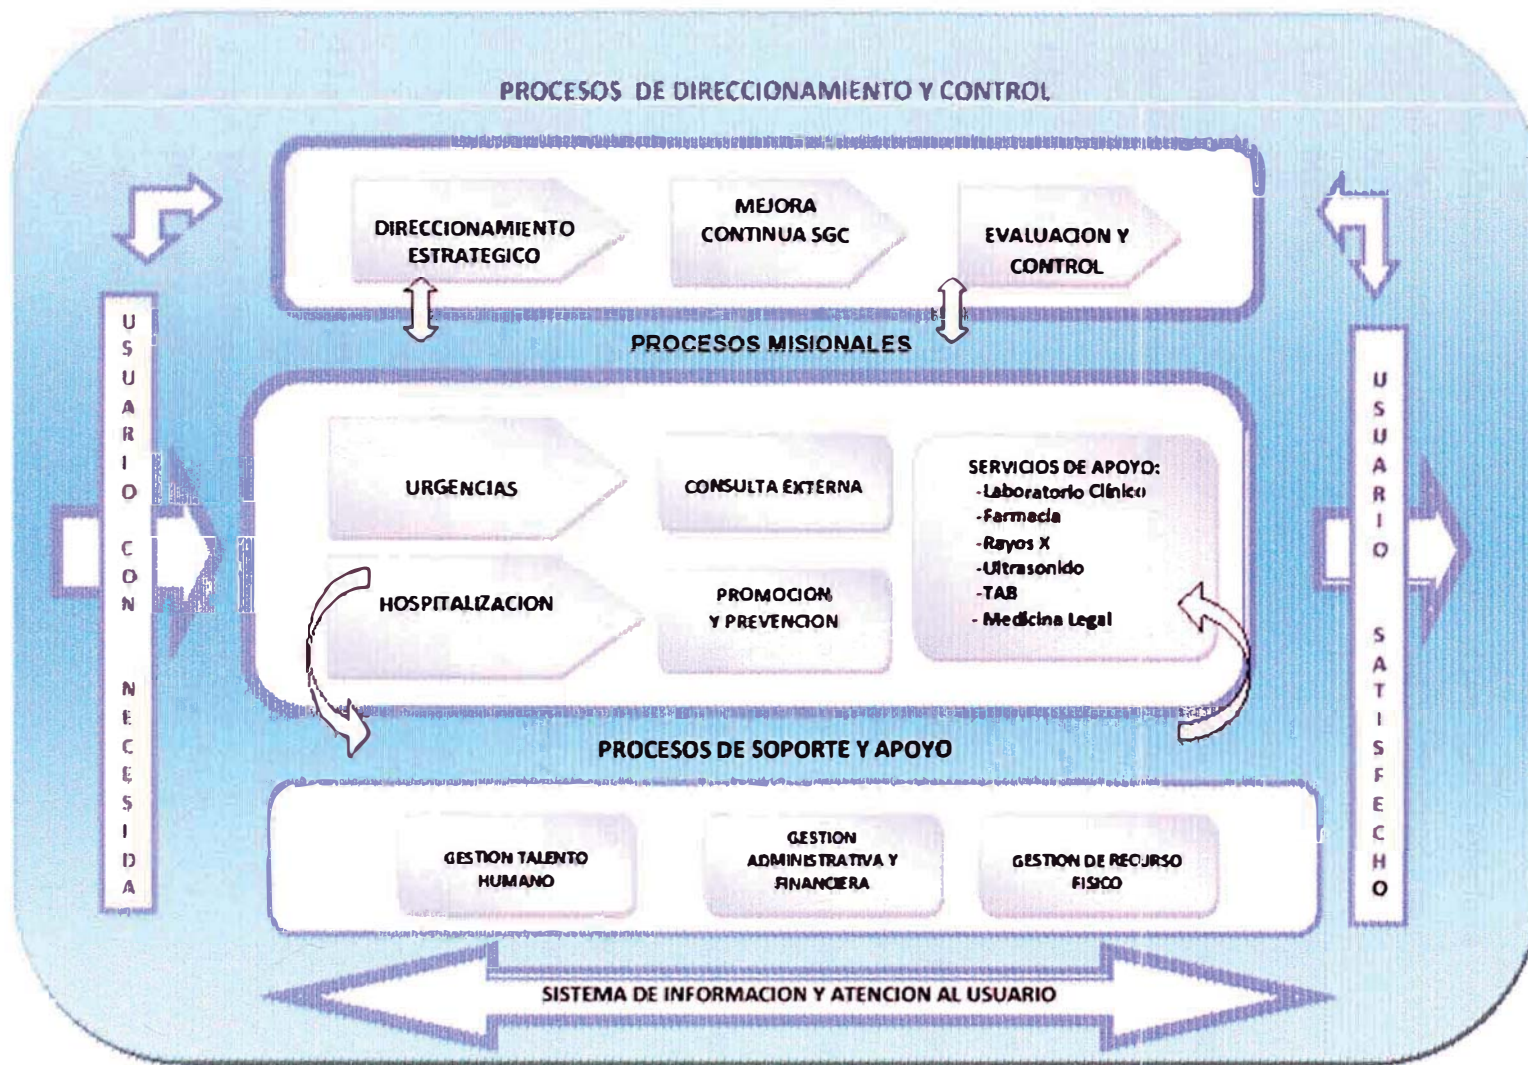 PROCESOS DE DIRECCIONAMIENTO Y CONTROL
DIRECCIONAMIENTO
ESTRATEGICO
MEJORA
CONTINUA SGC
EVALUACION Y
CONTROL
USUARIO CON NECESIDA
PROCESOS MISIONALES
URGENCIAS
CONSULTA EXTERNA
HOSPITALIZACION
PROMOCION
Y PREVENCION
SERVICIOS DE APOYO:
-Laboratorio Clínico
-Farmacia
-Rayos X
-Ultrasonido
-TAB
- Medicina Legal
USUARIO SATISFECHO
PROCESOS DE SOPORTE Y APOYO
GESTION TALENTO
HUMANO
GESTION
ADMINISTRATIVA Y
FINANCIERA
GESTION DE RECURSO
FISICO
SISTEMA DE INFORMACION Y ATENCION AL USUARIO